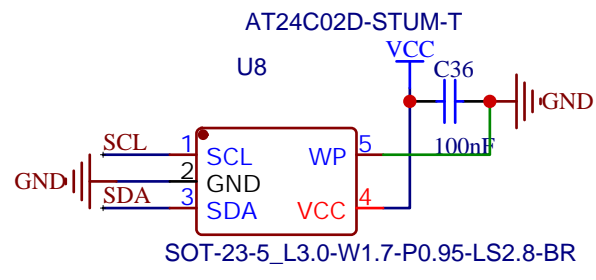 AT24C02D-STUM-T
VCC
U8
C36
GND
100nF
SCL
1
SCL
WP
5
GND
2
GND
SDA
3
SDA
VCC
4
SOT-23-5_L3.0-W1.7-P0.95-LS2.8-BR